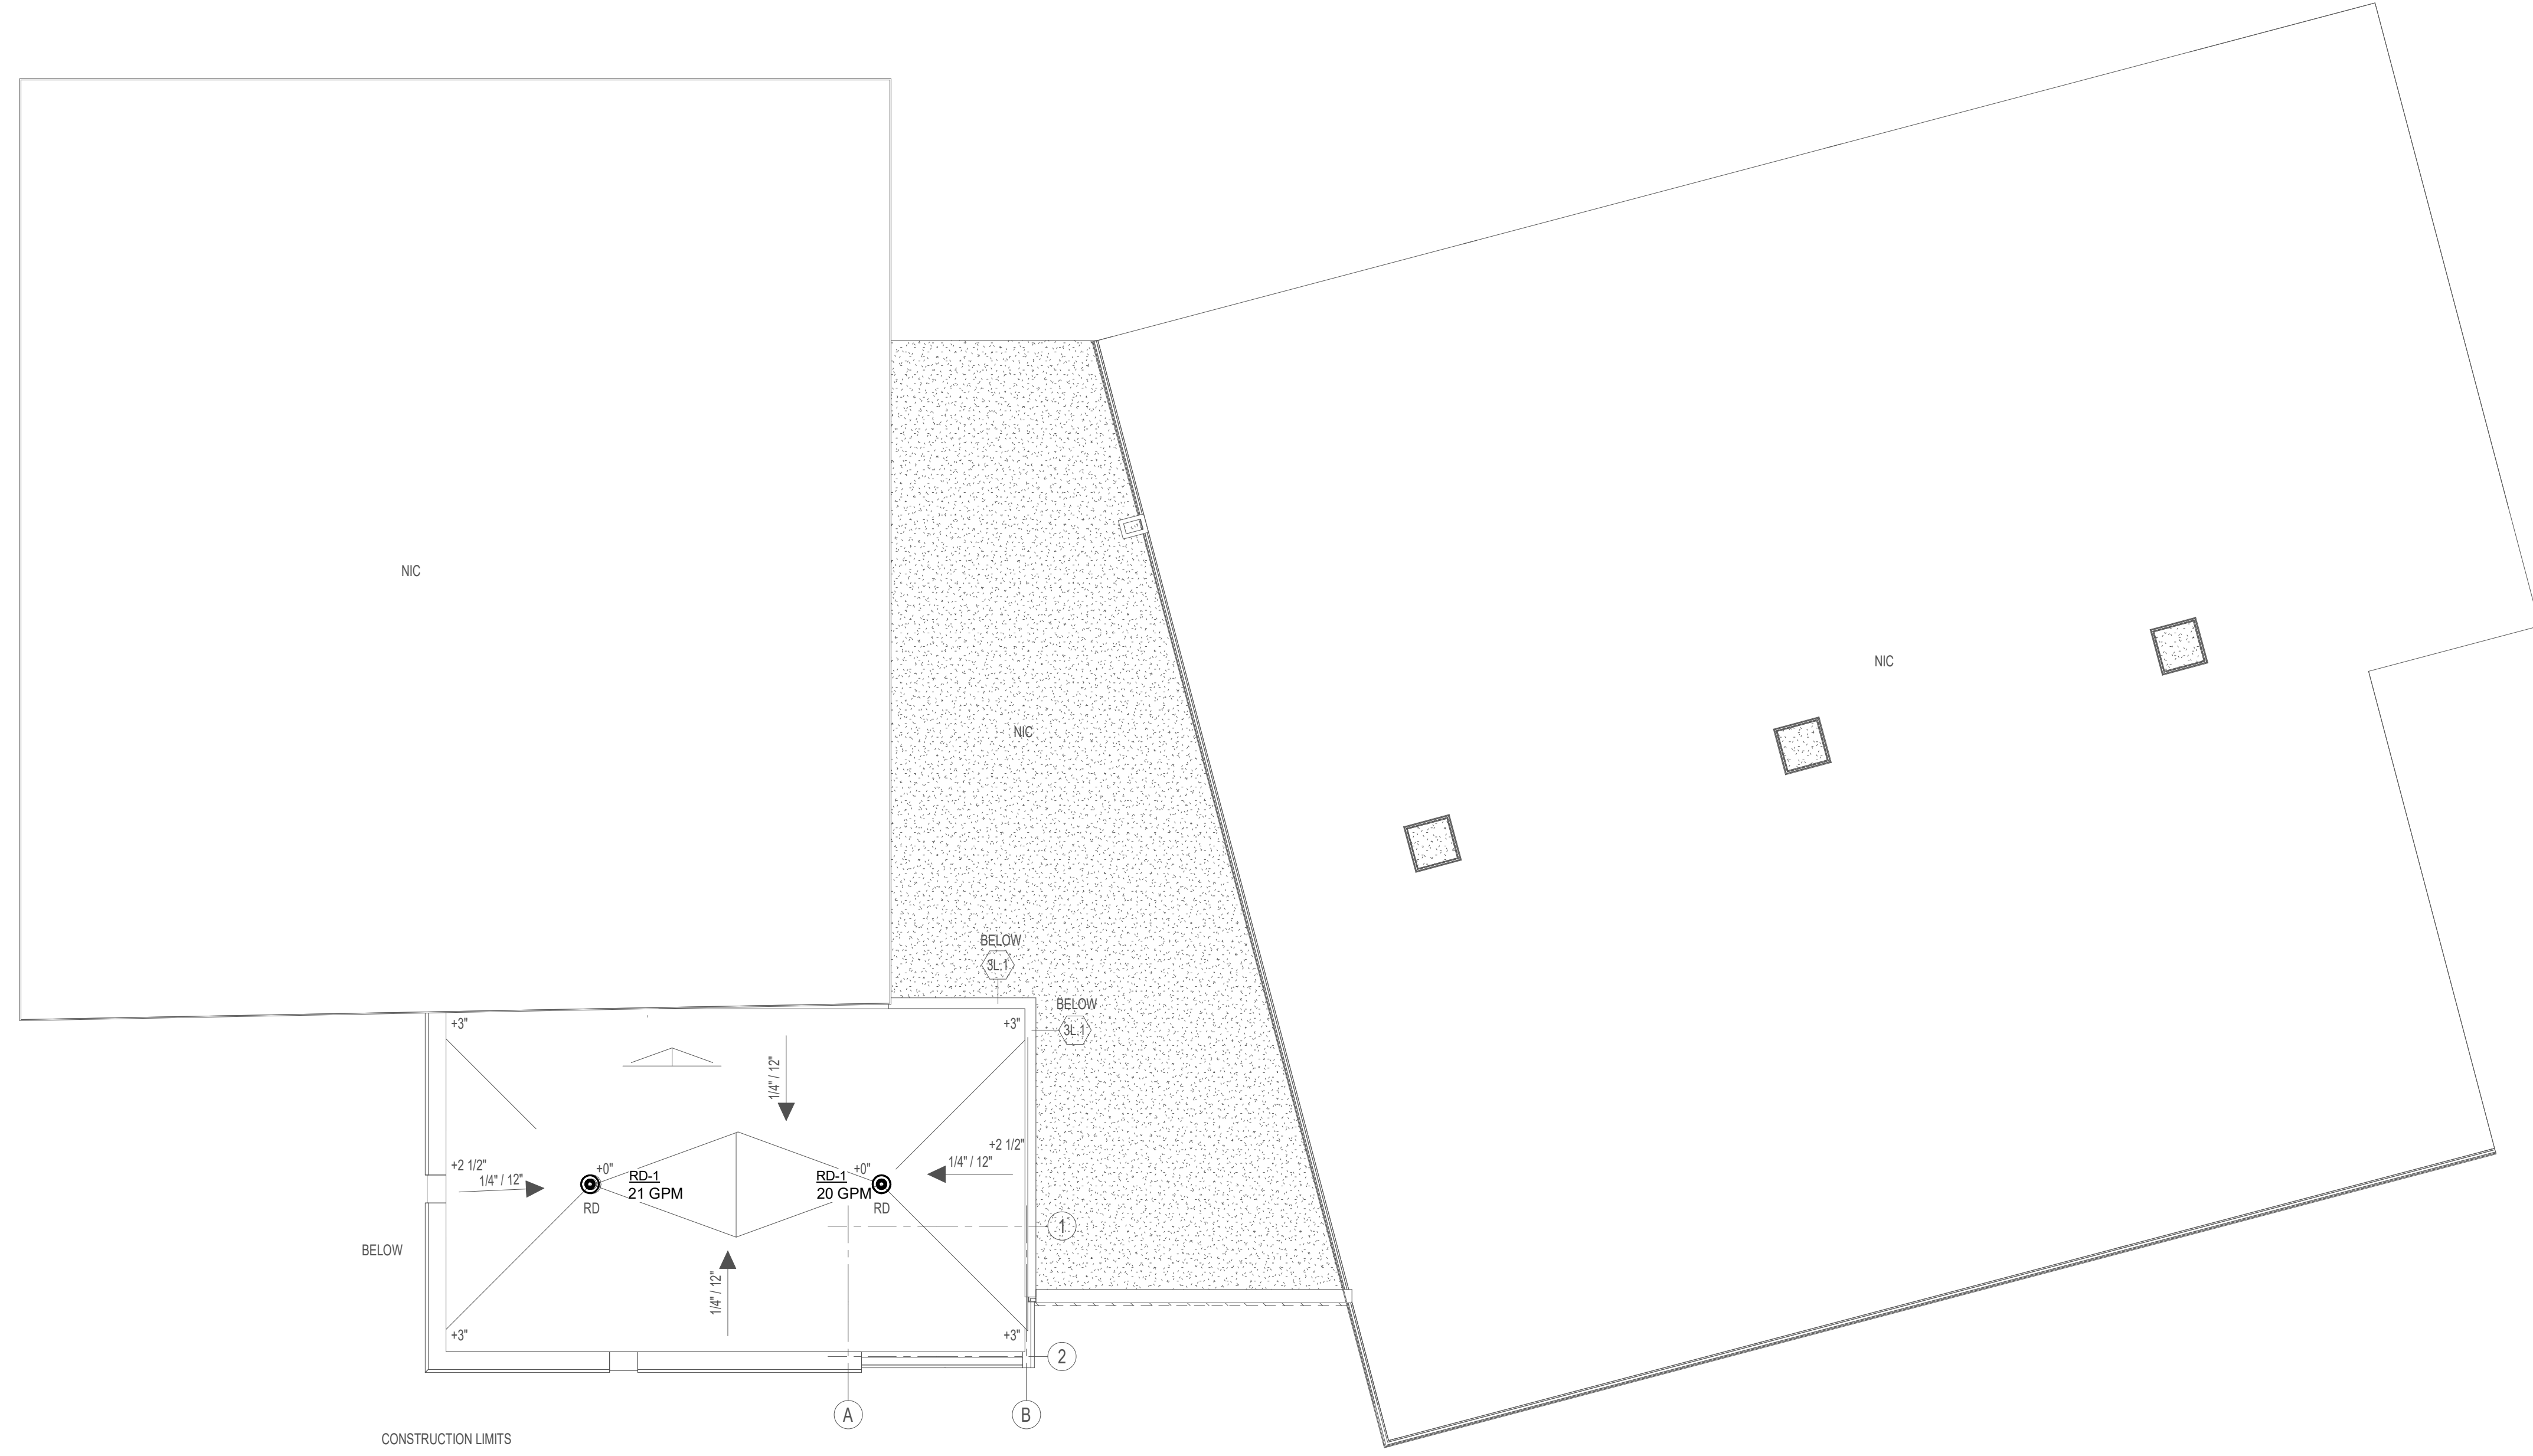 NIC
NIC
NIC
BELOW
3L.1
BELOW
3L.1
+3"
+3"
1/4" / 12"
+2 1/2"
1/4" / 12"
+2 1/2"
1/4" / 12"
+0"
RD-1
21 GPM
RD
RD-1
+0"
20 GPM
RD
1
BELOW
1/4" / 12"
+3"
+3"
2
A
B
CONSTRUCTION LIMITS